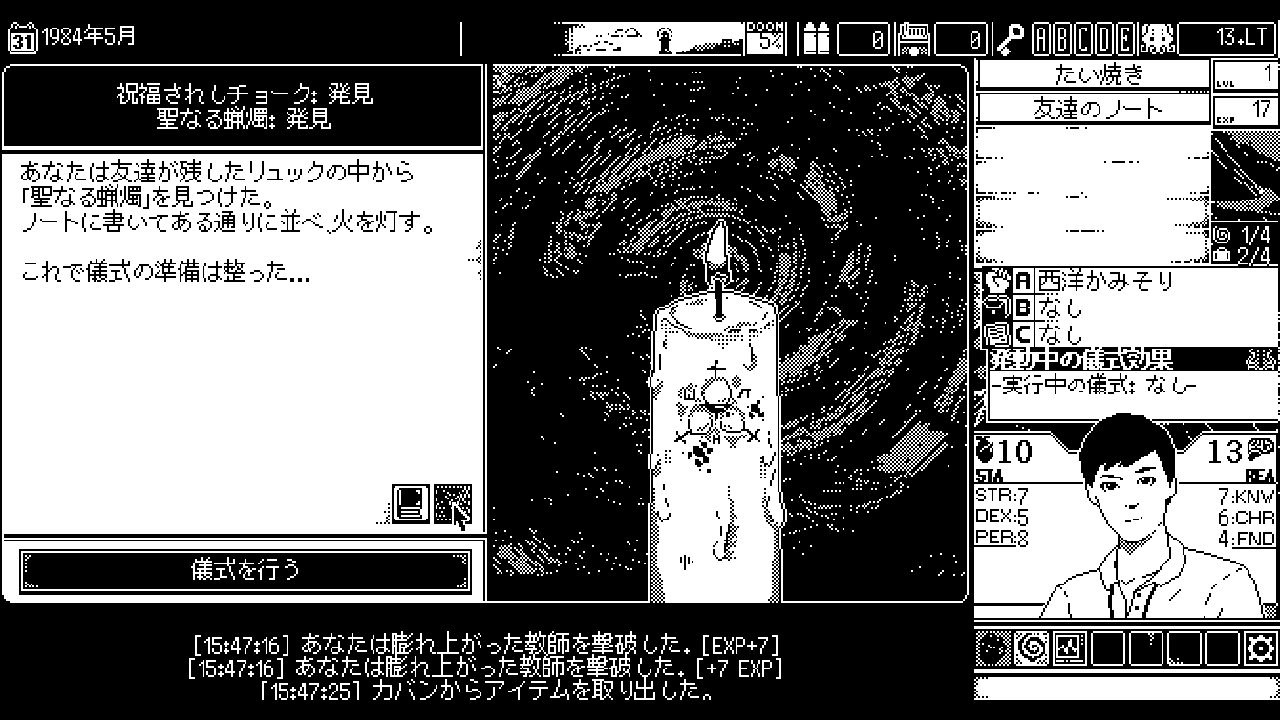 31 1984年5月
DOOM 5%
0
0
A B C D E
13.LT
祝福されしチョーク: 発見
聖なる蝋燭: 発見
あなたは友達が残したリュックの中から
「聖なる蝋燭」を見つけた。
ノートに書いてある通りに並べ、火を灯す。
これで儀式の準備は整った...
儀式を行う
たい焼き
友達のノート
LVL 1
EXP 17
1/4
2/4
A 西洋かみそり
B なし
C なし
発動中の儀式効果
-実行中の儀式: なし-
10
STA
13
REA
STR:7
DEX:5
PER:8
7:KNW
6:CHR
4:FND
[15:47:16] あなたは膨れ上がった教師を撃破した。[EXP+7]
[15:47:16] あなたは膨れ上がった教師を撃破した。[+7 EXP]
[15:47:25] カバンからアイテムを取り出した。